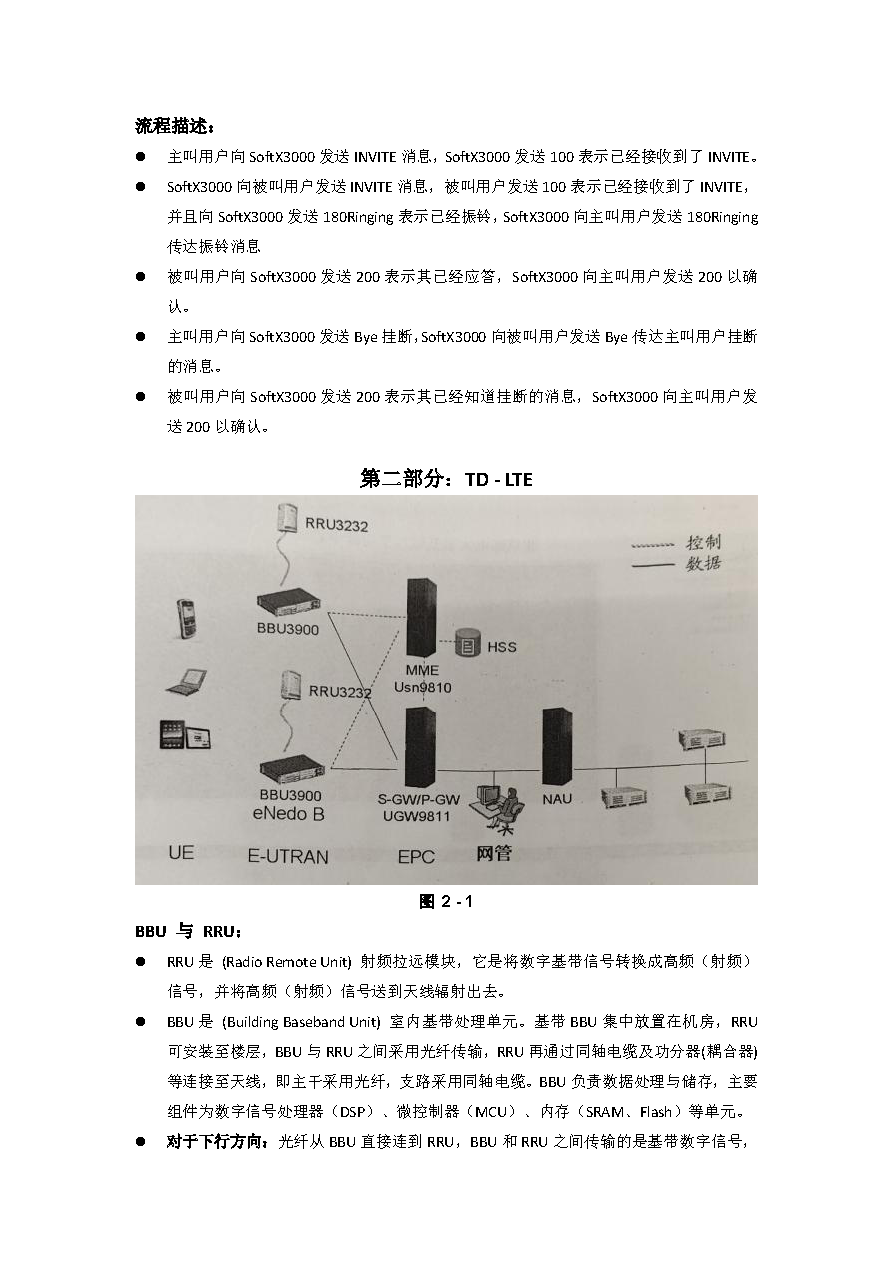 流程描述：
● 主叫用户向 SoftX3000 发送 INVITE 消息，SoftX3000 发送 100 表示已经接收到了 INVITE。
● SoftX3000 向被叫用户发送 INVITE 消息，被叫用户发送 100 表示已经接收到了 INVITE，
并且向 SoftX3000 发送 180Ringing 表示已经振铃，SoftX3000 向主叫用户发送 180Ringing
传达振铃消息
● 被叫用户向 SoftX3000 发送 200 表示其已经应答，SoftX3000 向主叫用户发送 200 以确
认。
● 主叫用户向 SoftX3000 发送 Bye 挂断，SoftX3000 向被叫用户发送 Bye 传达主叫用户挂断
的消息。
● 被叫用户向 SoftX3000 发送 200 表示其已经知道挂断的消息，SoftX3000 向主叫用户发
送 200 以确认。
第二部分：TD - LTE
RRU3232
控制
数据
BBU3900
HSS
MME
Usn9810
RRU3232
BBU3900
eNedo B
S-GW/P-GW
UGW9811
NAU
UE
E-UTRAN
EPC
网管
图 2 - 1
BBU 与 RRU：
● RRU 是 (Radio Remote Unit) 射频拉远模块，它是将数字基带信号转换成高频（射频）
信号，并将高频（射频）信号送到天线辐射出去。
● BBU 是 (Building Baseband Unit) 室内基带处理单元。基带 BBU 集中放置在机房，RRU
可安装至楼层，BBU 与 RRU 之间采用光纤传输，RRU 再通过同轴电缆及功分器(耦合器)
等连接至天线，即主干采用光纤，支路采用同轴电缆。BBU 负责数据处理与储存，主要
组件为数字信号处理器（DSP）、微控制器（MCU）、内存（SRAM、Flash）等单元。
● 对于下行方向：光纤从 BBU 直接连到 RRU，BBU 和 RRU 之间传输的是基带数字信号，